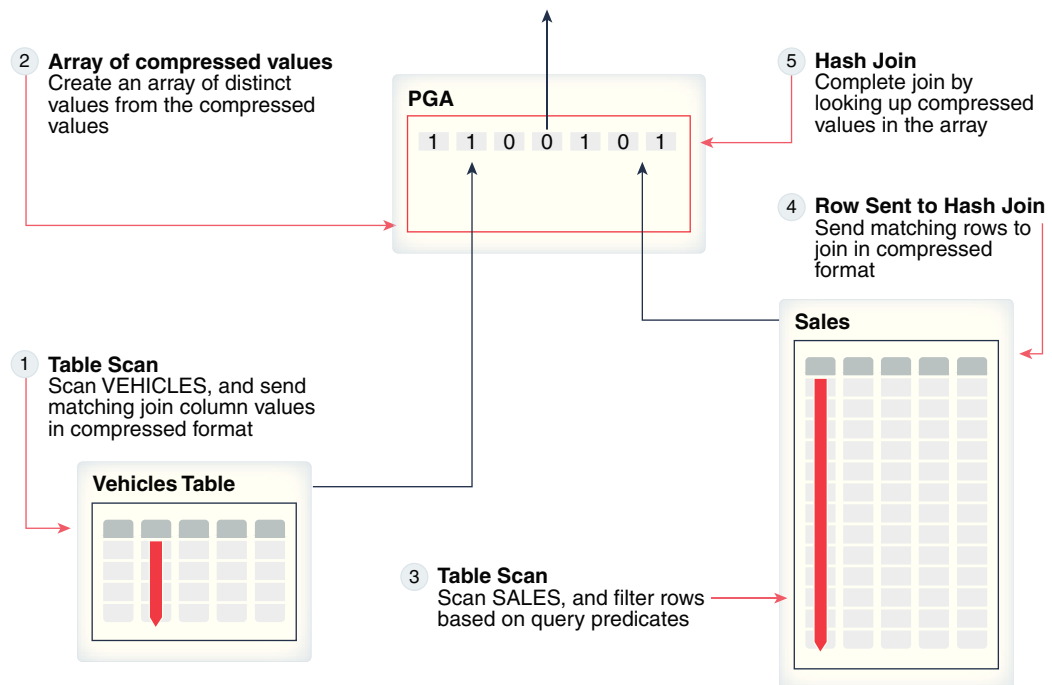 2 Array of compressed values
Create an array of distinct
values from the compressed
values
PGA
1 1 0 0 1 0 1
5 Hash Join
Complete join by
looking up compressed
values in the array
4 Row Sent to Hash Join
Send matching rows to
join in compressed
format
Sales
1 Table Scan
Scan VEHICLES, and send
matching join column values
in compressed format
Vehicles Table
3 Table Scan
Scan SALES, and filter rows
based on query predicates